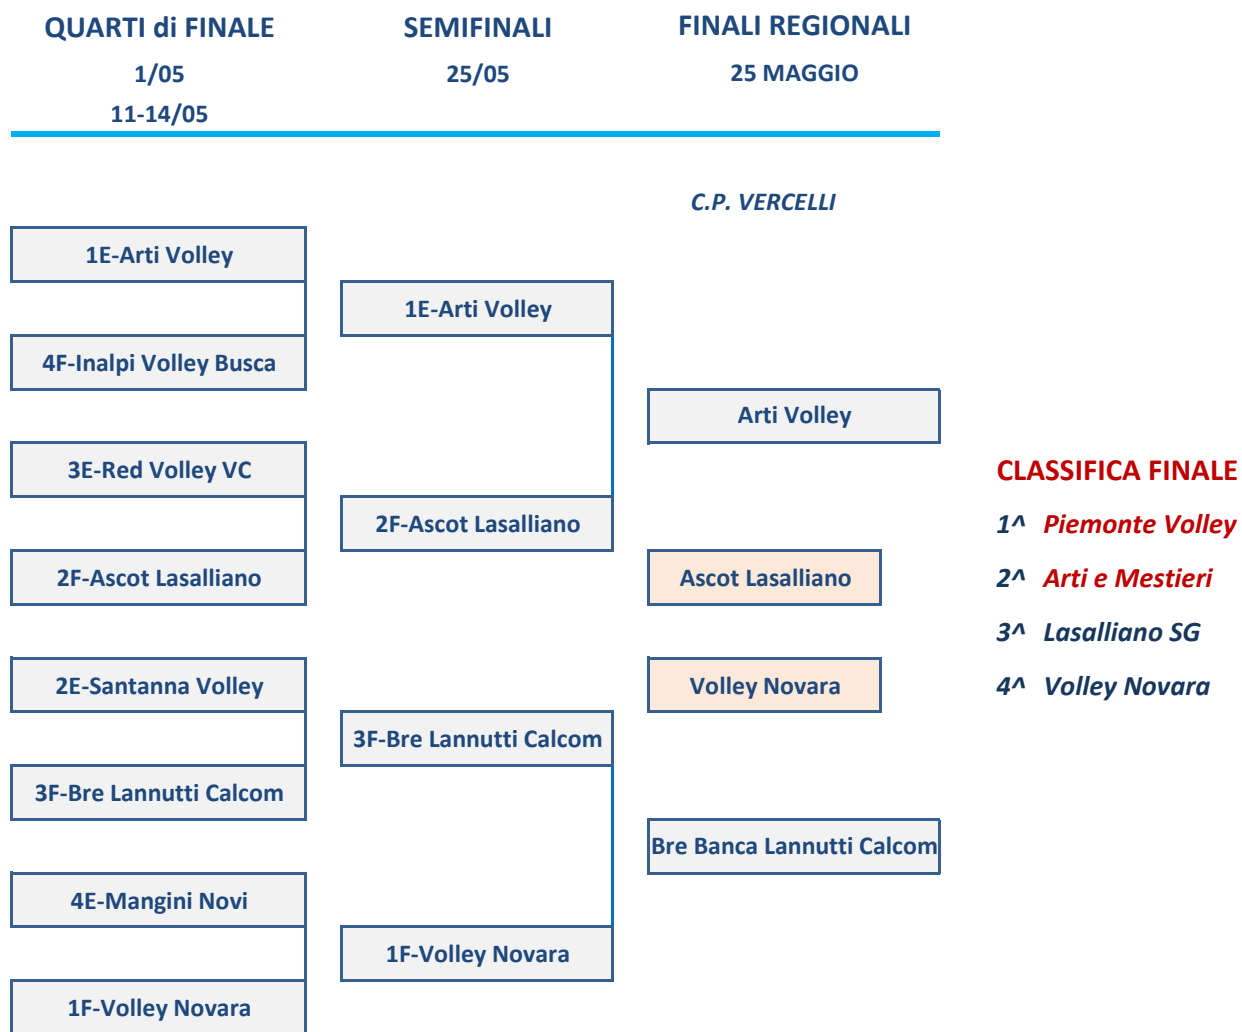 QUARTI di FINALE
SEMIFINALI
FINALI REGIONALI
1/05
25/05
25 MAGGIO
11-14/05
C.P. VERCELLI
1E-Arti Volley
1E-Arti Volley
4F-Inalpi Volley Busca
Arti Volley
3E-Red Volley VC
CLASSIFICA FINALE
2F-Ascot Lasalliano
1^ Piemonte Volley
2F-Ascot Lasalliano
Ascot Lasalliano
2^ Arti e Mestieri
3^ Lasalliano SG
2E-Santanna Volley
Volley Novara
4^ Volley Novara
3F-Bre Lannutti Calcom
3F-Bre Lannutti Calcom
Bre Banca Lannutti Calcom
4E-Mangini Novi
1F-Volley Novara
1F-Volley Novara